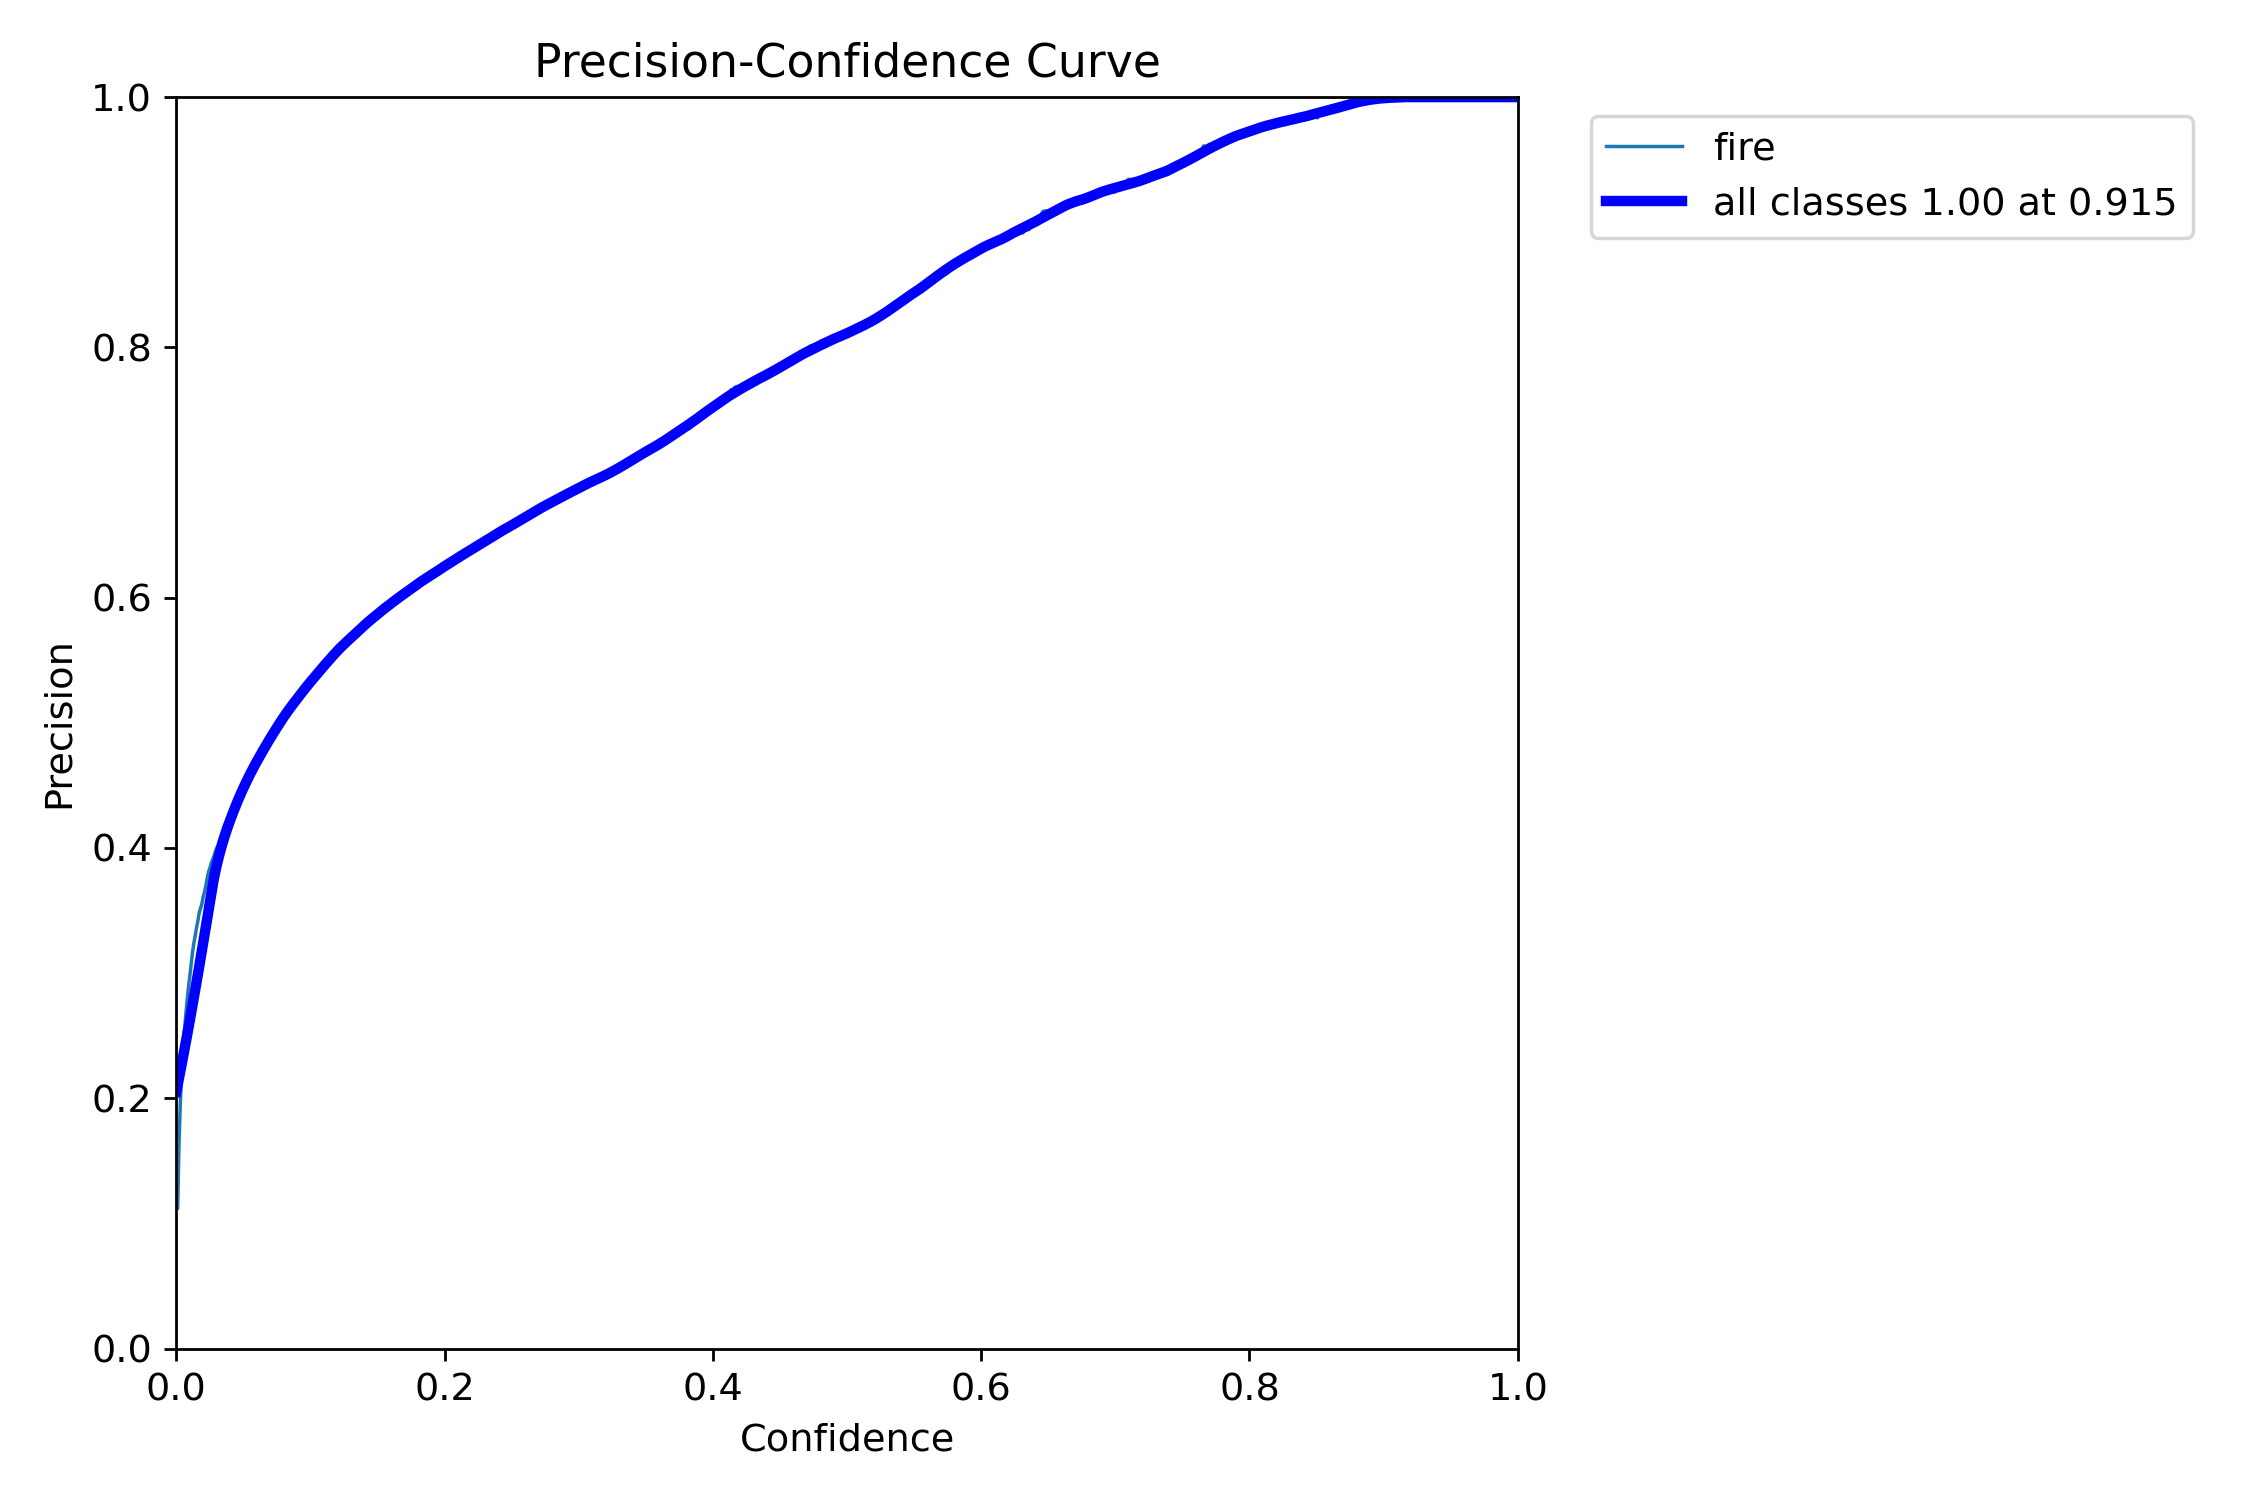 Precision-Confidence Curve
1.0
0.8
0.6
0.4
0.2
0.0
Precision
0.0 0.2 0.4 0.6 0.8 1.0
Confidence
fire
all classes 1.00 at 0.915